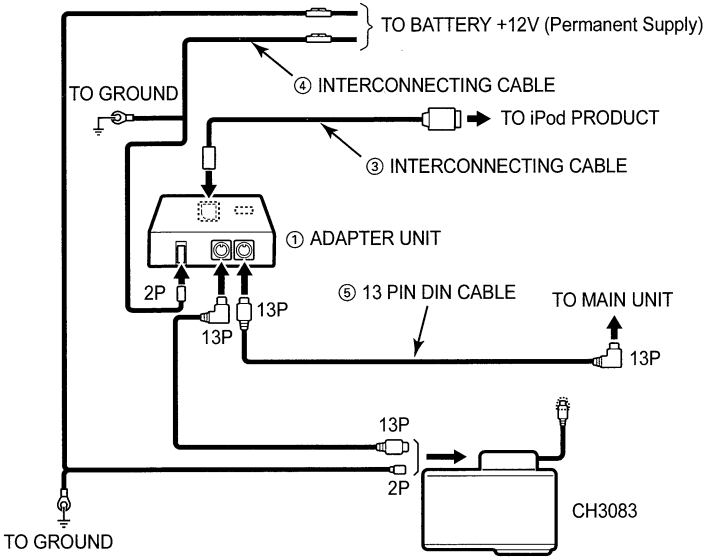 TO BATTERY +12V (Permanent Supply)
④ INTERCONNECTING CABLE
TO GROUND
TO iPod PRODUCT
③ INTERCONNECTING CABLE
① ADAPTER UNIT
2P
13P
13P
⑤ 13 PIN DIN CABLE
TO MAIN UNIT
13P
13P
2P
CH3083
TO GROUND